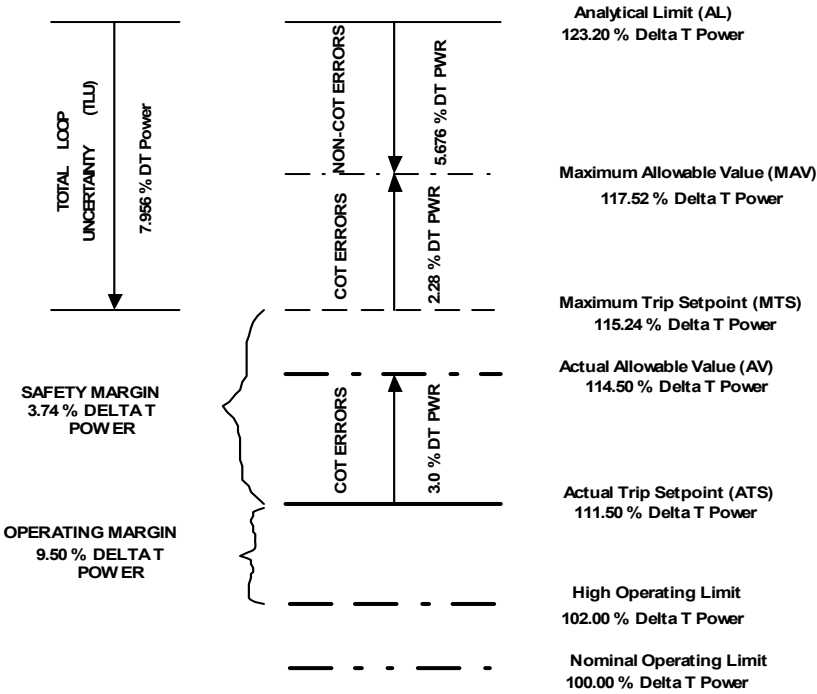 Analytical Limit (AL)
123.20 % Delta T Power
TOTAL LOOP
UNCERTAINTY (TLU)
7.956 % DT Power
NON-COT ERRORS
5.676 % DT PWR
Maximum Allowable Value (MAV)
117.52 % Delta T Power
COT ERRORS
2.28 % DT PWR
Maximum Trip Setpoint (MTS)
115.24 % Delta T Power
Actual Allowable Value (AV)
114.50 % Delta T Power
SAFETY MARGIN
3.74 % DELTA T
POWER
COT ERRORS
3.0 % DT PWR
Actual Trip Setpoint (ATS)
111.50 % Delta T Power
OPERATING MARGIN
9.50 % DELTA T
POWER
High Operating Limit
102.00 % Delta T Power
Nominal Operating Limit
100.00 % Delta T Power